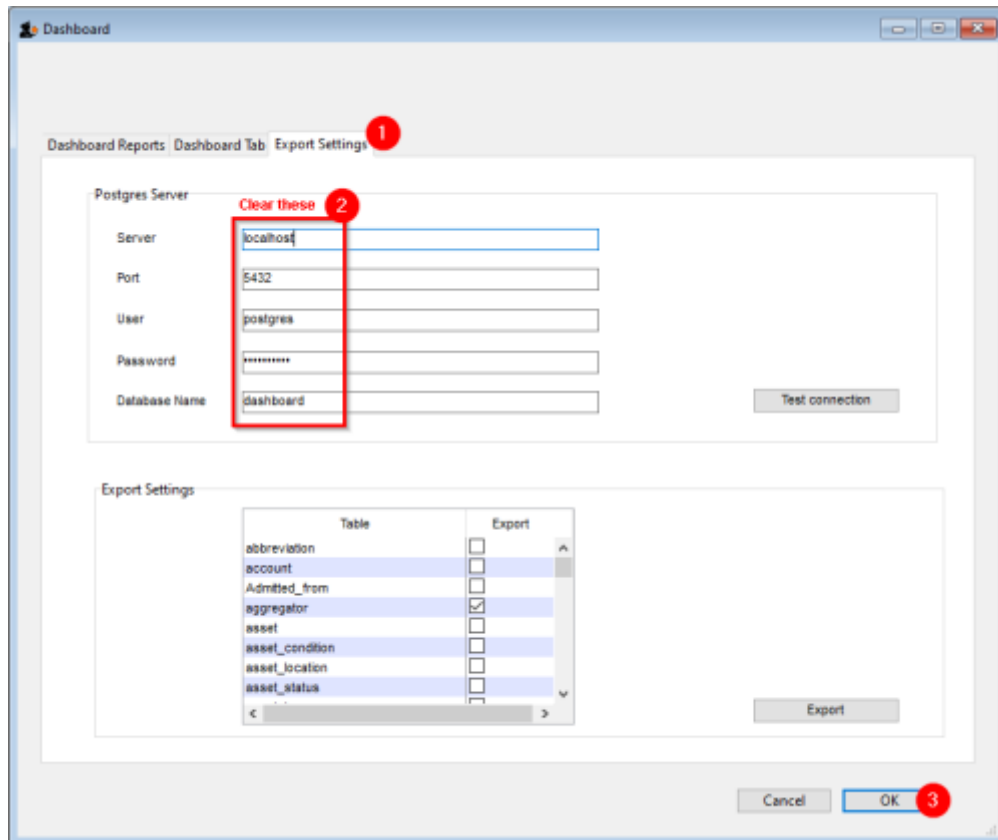 Dashboard
Dashboard Reports Dashboard Tab Export Settings 1
Postgres Server
Clear these 2
Server localhost
Port 5432
User postgres
Password ••••••••••
Database Name dashboard
Test connection
Export Settings
Table Export
abbreviation
account
Admitted_from
aggregator
asset
asset_condition
asset_location
asset_status
Export
Cancel OK 3